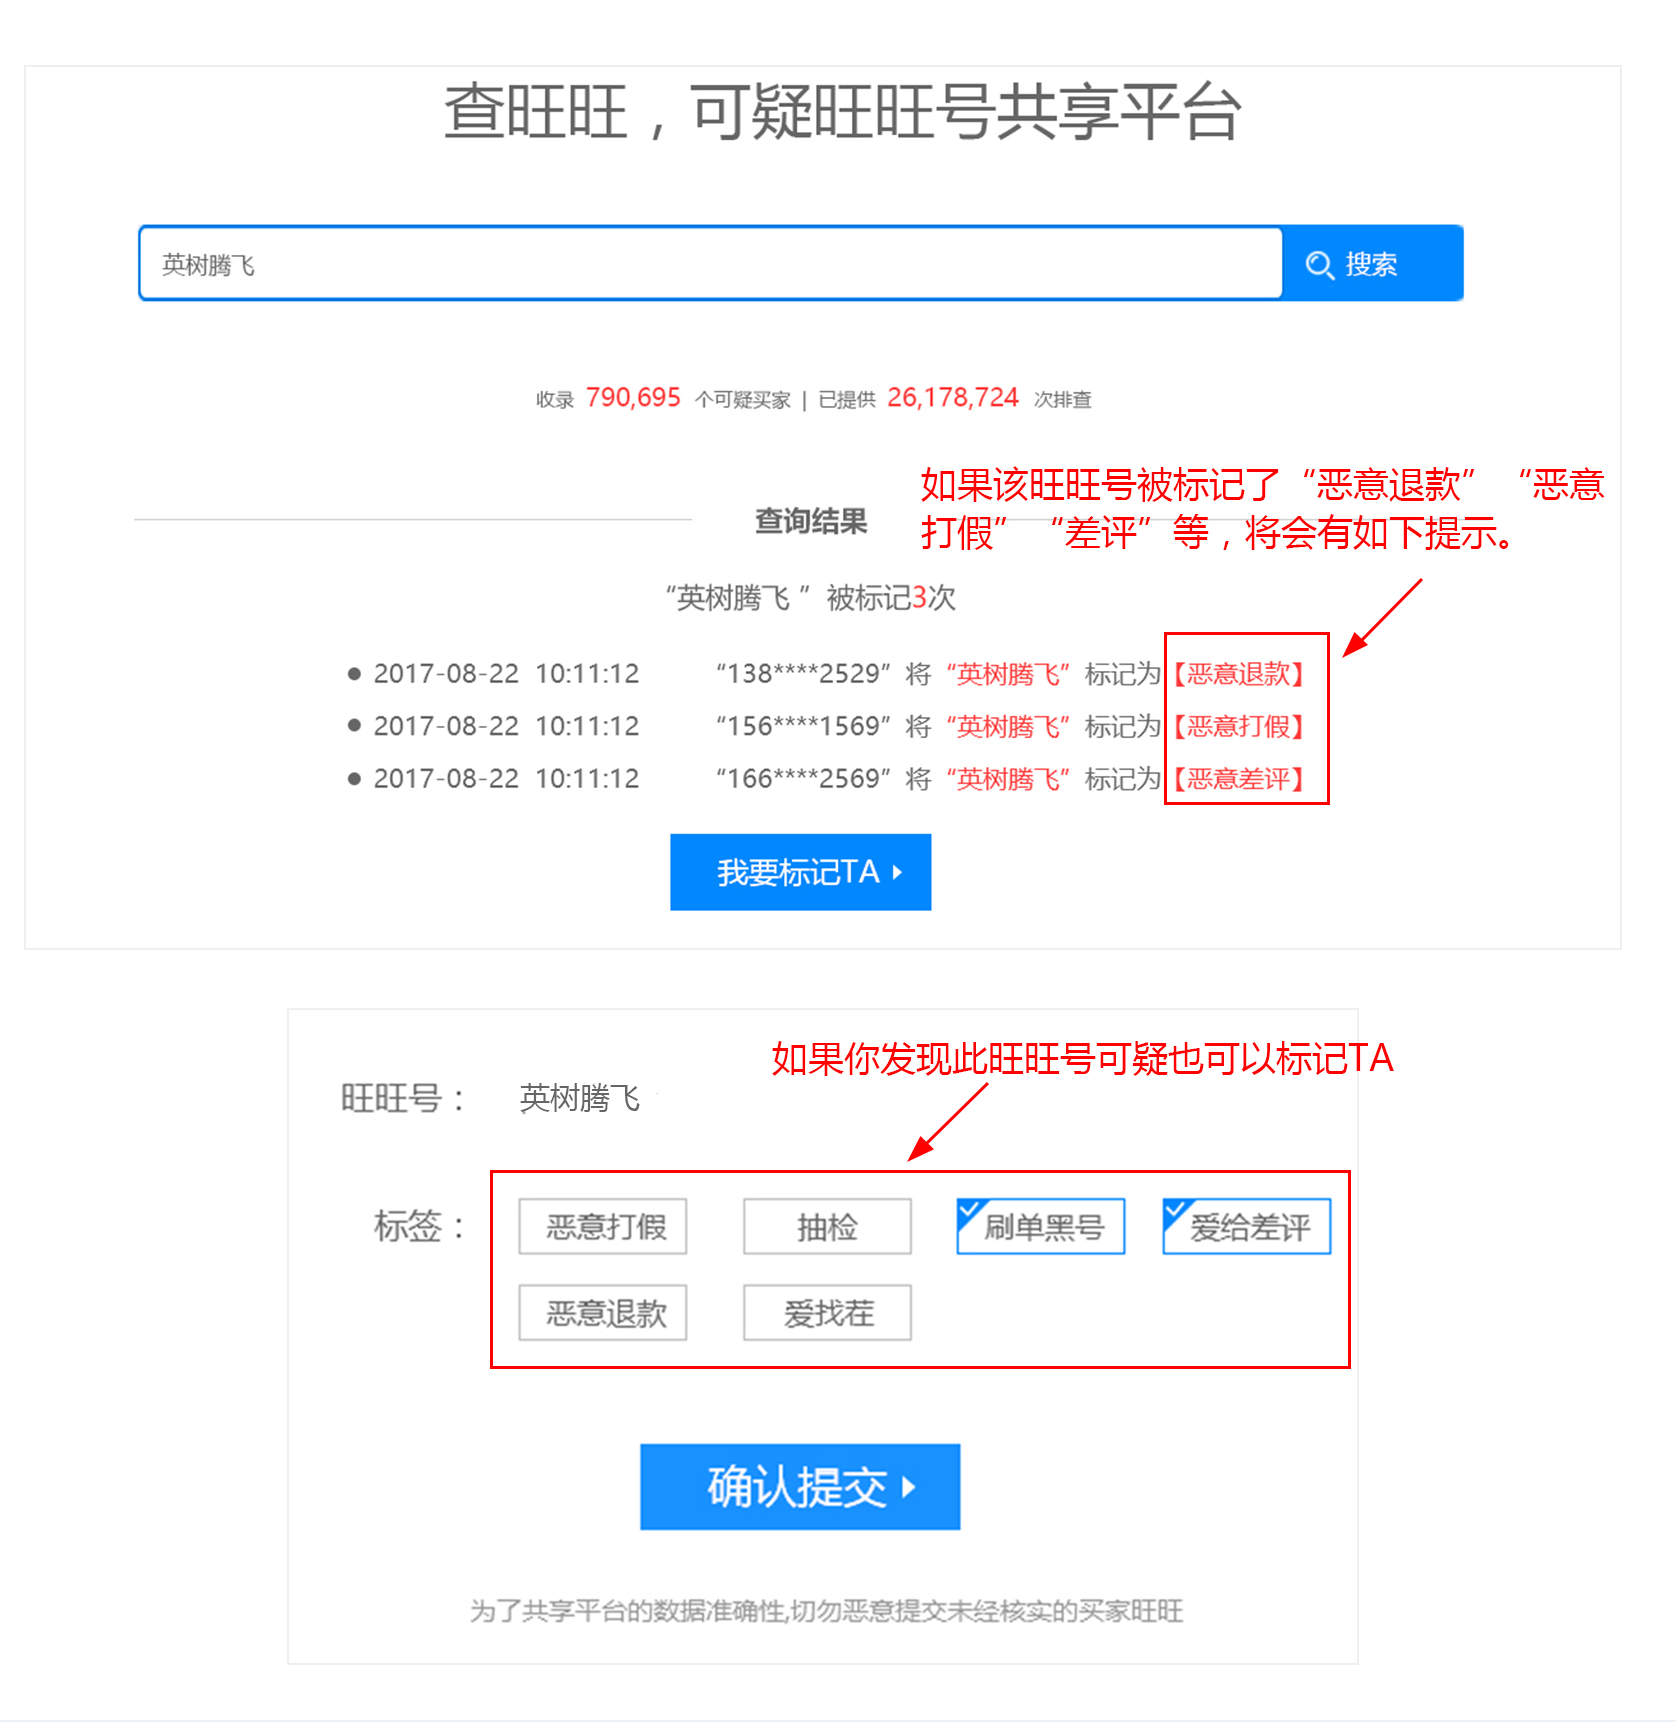 查旺旺，可疑旺旺号共享平台
英树腾飞
搜索
收录 790,695 个可疑买家 | 已提供 26,178,724 次排查
如果该旺旺号被标记了“恶意退款”“恶意
打假”“差评”等，将会有如下提示。
查询结果
“英树腾飞 ”被标记3次
2017-08-22 10:11:12 “138****2529”将“英树腾飞”标记为【恶意退款】
2017-08-22 10:11:12 “156****1569”将“英树腾飞”标记为【恶意打假】
2017-08-22 10:11:12 “166****2569”将“英树腾飞”标记为【恶意差评】
我要标记TA
如果你发现此旺旺号可疑也可以标记TA
旺旺号： 英树腾飞
标签： 恶意打假 抽检 刷单黑号 爱给差评
恶意退款 爱找茬
确认提交
为了共享平台的数据准确性,切勿恶意提交未经核实的买家旺旺